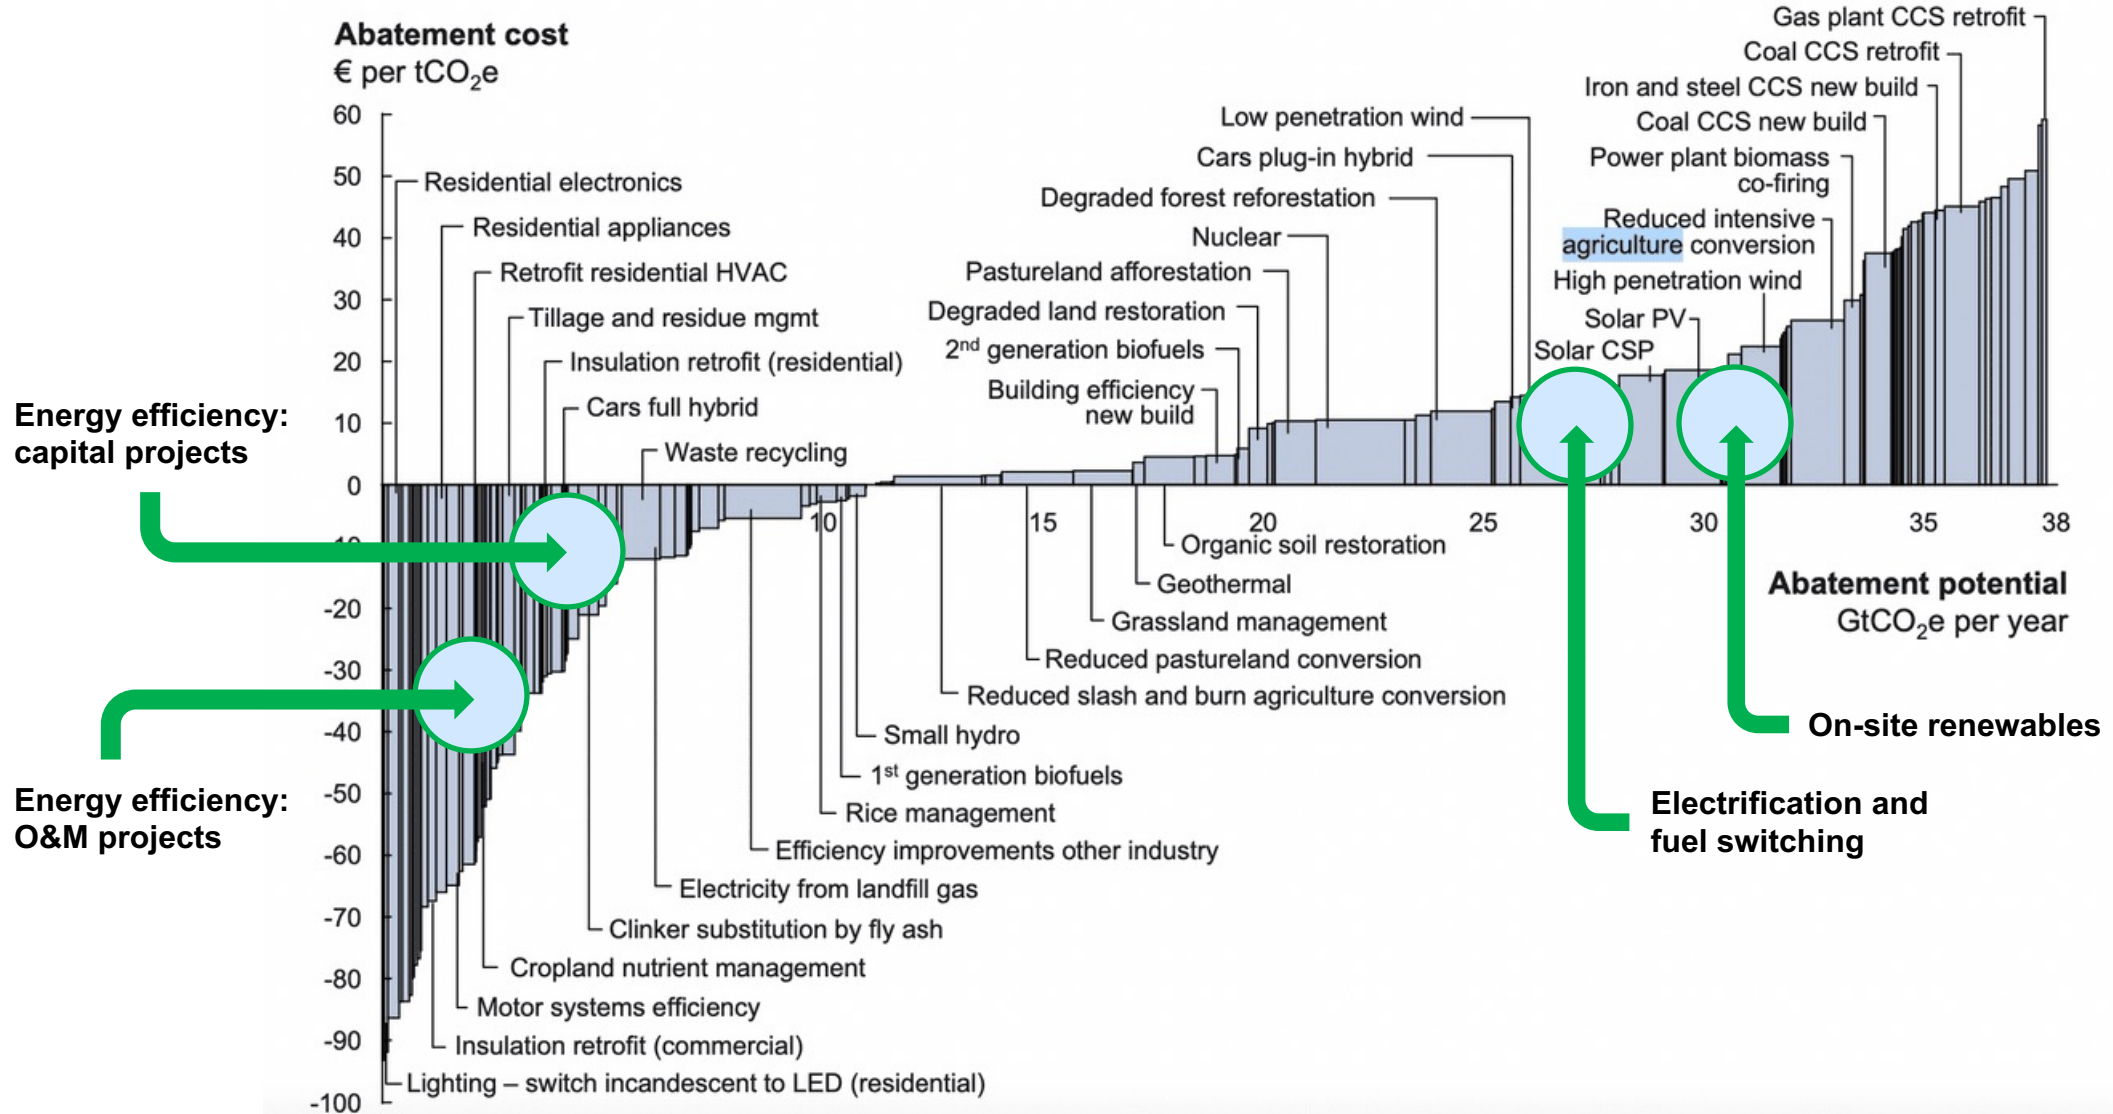 Abatement cost
€ per tCO₂e
60
50
40
30
20
10
0
10
-20
-30
-40
-50
-60
-70
-80
-90
-100
Residential electronics
Residential appliances
Retrofit residential HVAC
Tillage and residue mgmt
Insulation retrofit (residential)
Cars full hybrid
Waste recycling
Low penetration wind
Cars plug-in hybrid
Degraded forest reforestation
Nuclear
Pastureland afforestation
Degraded land restoration
2nd generation biofuels
Building efficiency
new build
Gas plant CCS retrofit
Coal CCS retrofit
Iron and steel CCS new build
Coal CCS new build
Power plant biomass
co-firing
Reduced intensive
agriculture conversion
High penetration wind
Solar PV
Solar CSP
Energy efficiency:
capital projects
Energy efficiency:
O&M projects
10
15
20
25
30
35
38
Abatement potential
GtCO₂e per year
Organic soil restoration
Geothermal
Grassland management
Reduced pastureland conversion
Reduced slash and burn agriculture conversion
Small hydro
1st generation biofuels
Rice management
Efficiency improvements other industry
Electricity from landfill gas
Clinker substitution by fly ash
Cropland nutrient management
Motor systems efficiency
Insulation retrofit (commercial)
Lighting – switch incandescent to LED (residential)
On-site renewables
Electrification and
fuel switching